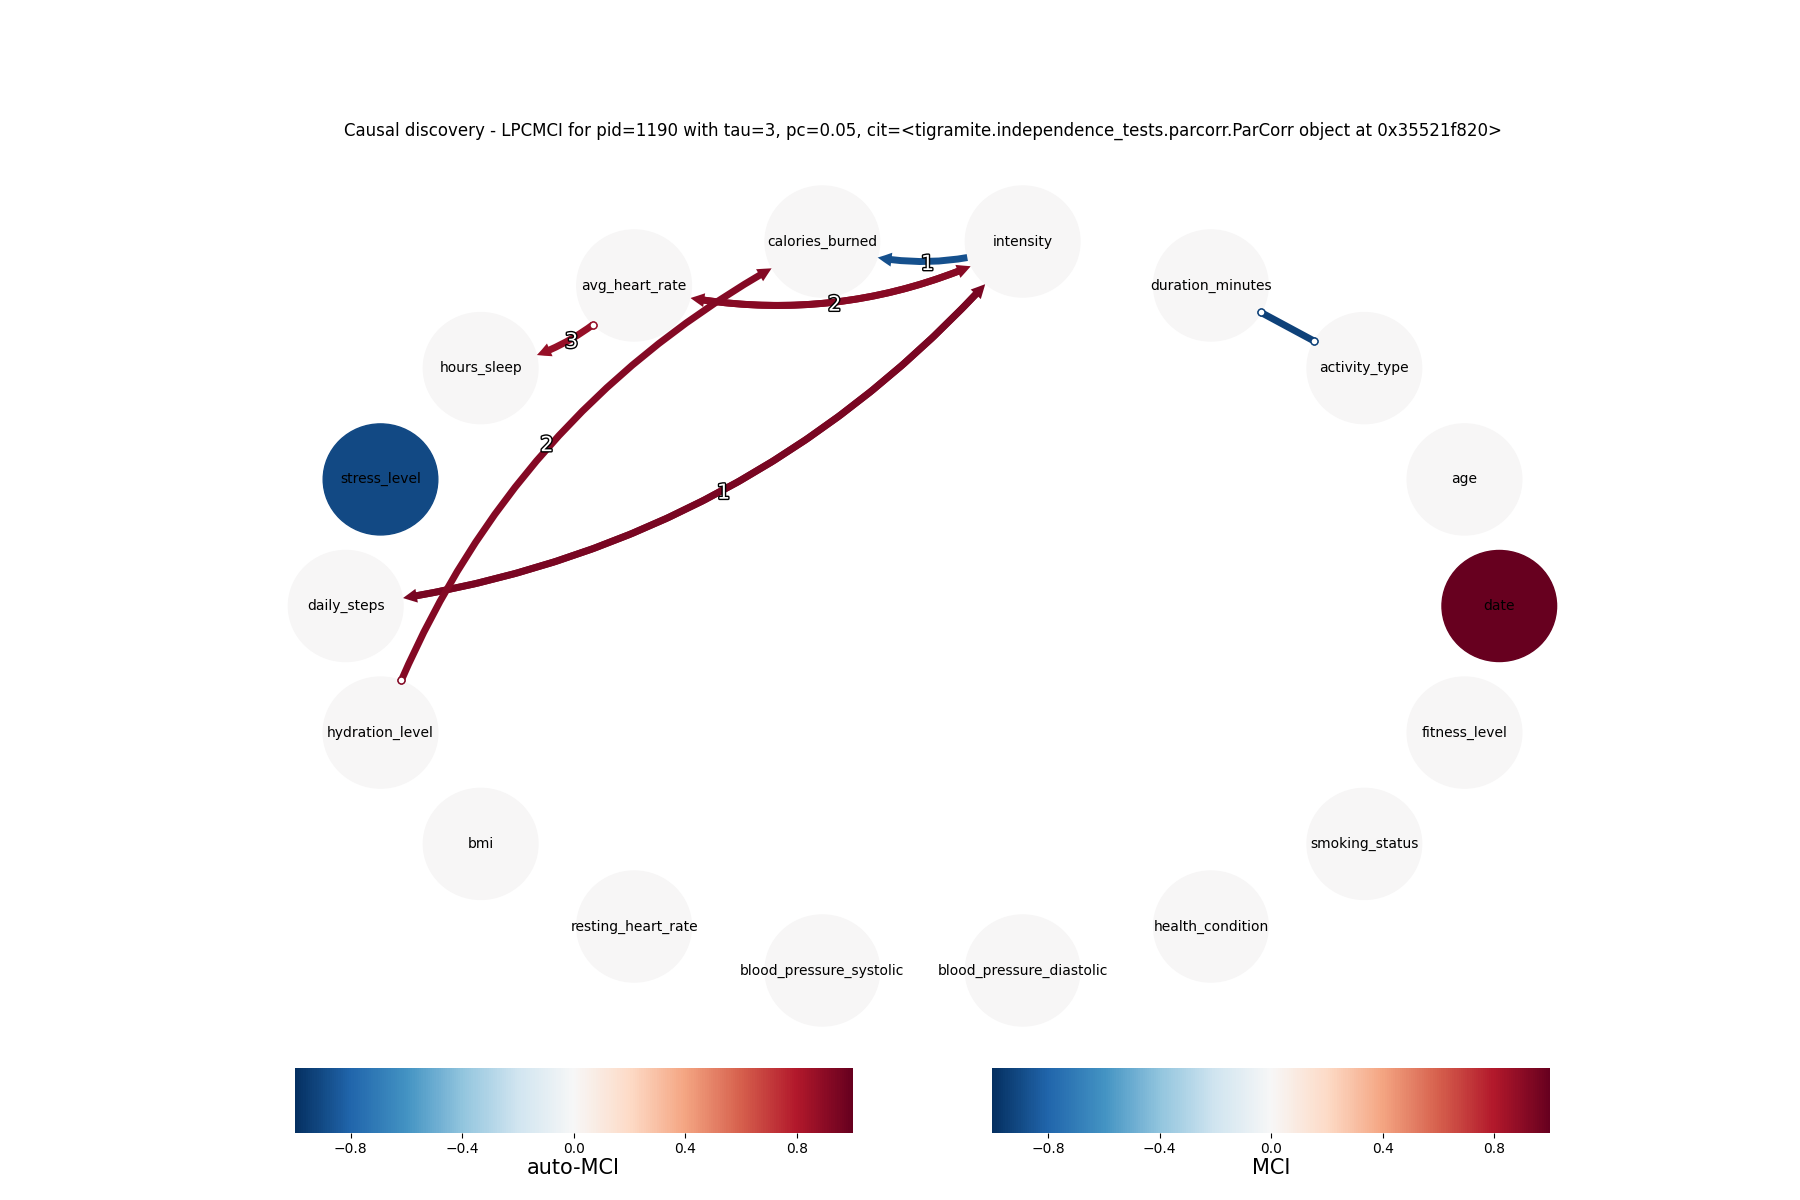 Causal discovery - LPCMCI for pid=1190 with tau=3, pc=0.05, cit=<tigramite.independence_tests.parcorr.ParCorr object at 0x35521f820>
calories_burned
intensity
1
avg_heart_rate
duration_minutes
2
3
hours_sleep
activity_type
2
stress_level
age
1
daily_steps
date
hydration_level
fitness_level
bmi
smoking_status
resting_heart_rate
health_condition
blood_pressure_systolic
blood_pressure_diastolic
−0.8 −0.4 0.0 0.4 0.8
auto-MCI
−0.8 −0.4 0.0 0.4 0.8
MCI